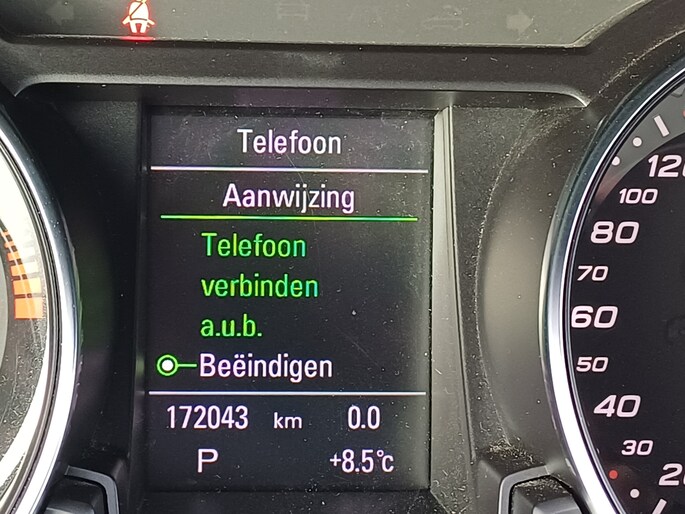 Telefoon
Aanwijzing
Telefoon
verbinden
a.u.b.
Beëindigen
172043 km 0.0
P +8.5°C
120
100
80
70
60
50
40
30
20